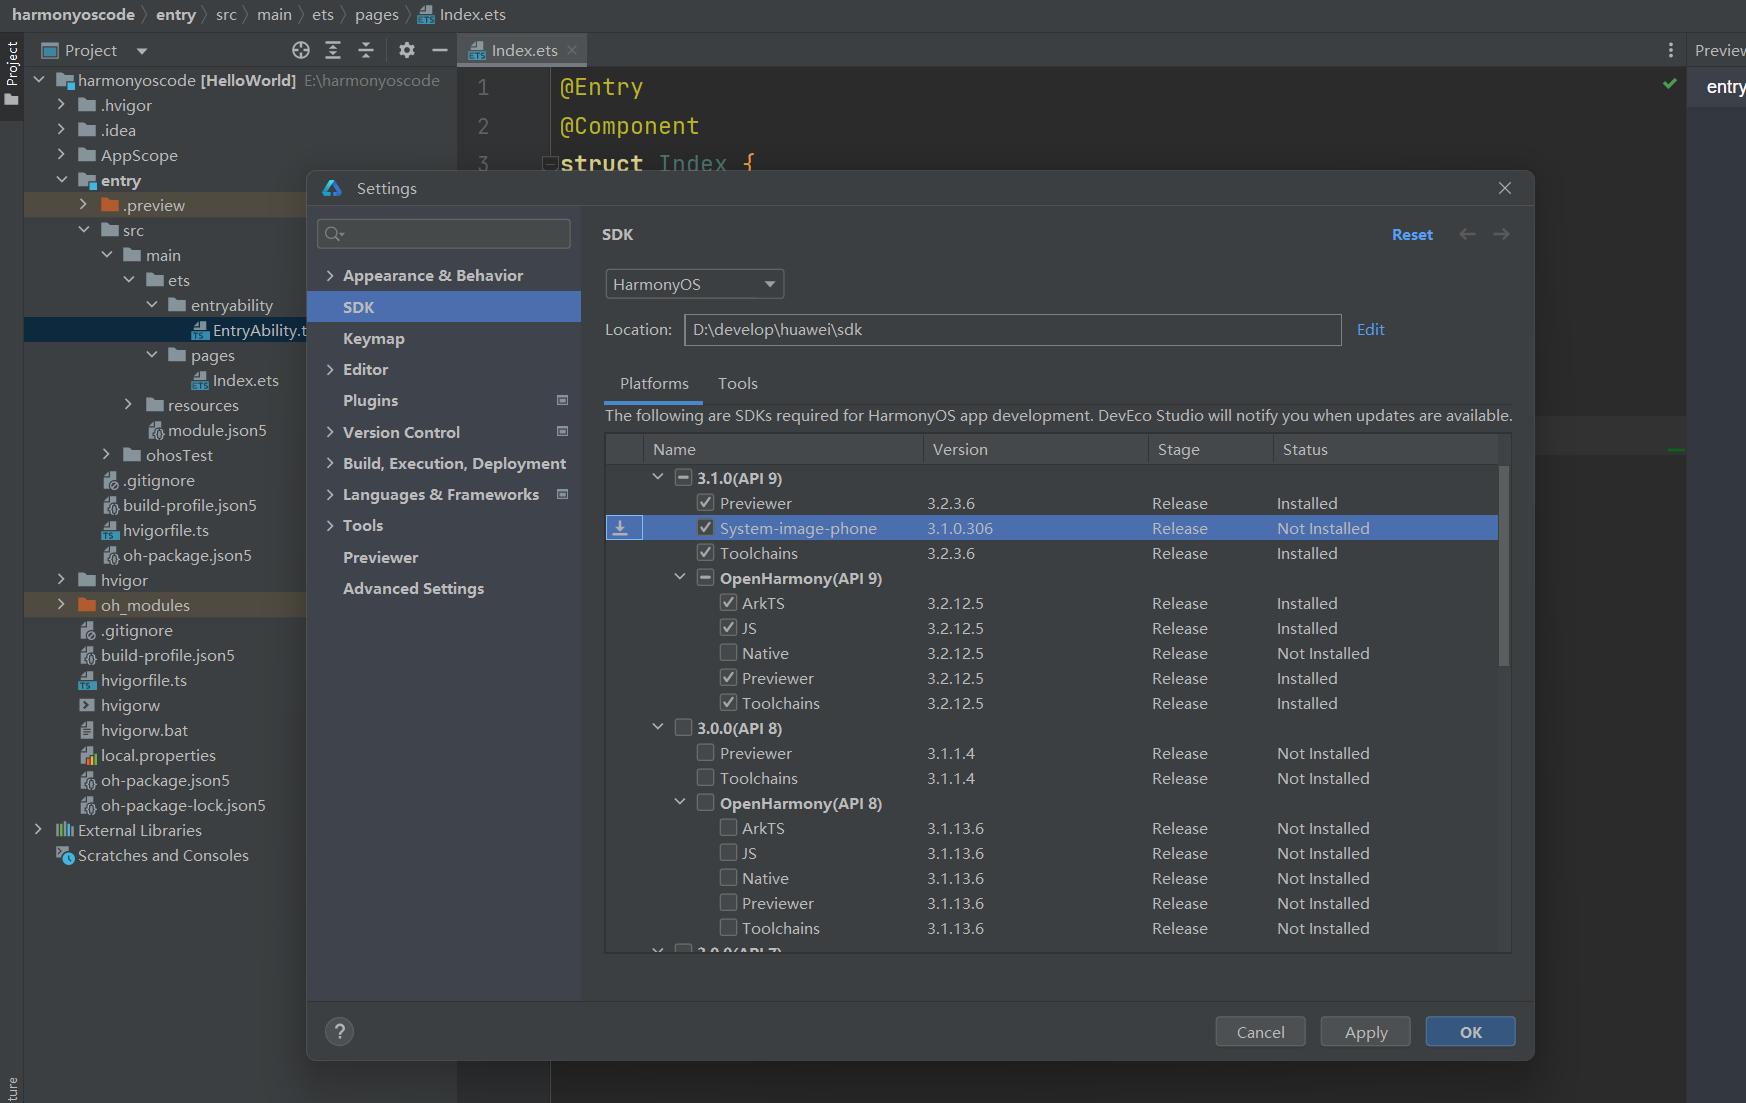 harmonyoscode
entry
src
main
ets
pages
Index.ets
Project
Project
Index.ets
Preview
harmonyoscode [HelloWorld] E:\harmonyoscode
.hvigor
.idea
AppScope
entry
.preview
src
main
ets
entryability
EntryAbility.t
pages
Index.ets
resources
module.json5
ohosTest
.gitignore
build-profile.json5
hvigorfile.ts
oh-package.json5
hvigor
oh_modules
.gitignore
build-profile.json5
hvigorfile.ts
hvigorw
hvigorw.bat
local.properties
oh-package.json5
oh-package-lock.json5
External Libraries
Scratches and Consoles
ture
1 @Entry
2 @Component
3 struct Index {
entry
Settings
Appearance & Behavior
SDK
Keymap
Editor
Plugins
Version Control
Build, Execution, Deployment
Languages & Frameworks
Tools
Previewer
Advanced Settings
SDK
Reset
HarmonyOS
Location: D:\develop\huawei\sdk Edit
Platforms Tools
The following are SDKs required for HarmonyOS app development. DevEco Studio will notify you when updates are available.
Name Version Stage Status
3.1.0(API 9)
Previewer 3.2.3.6 Release Installed
System-image-phone 3.1.0.306 Release Not Installed
Toolchains 3.2.3.6 Release Installed
OpenHarmony(API 9)
ArkTS 3.2.12.5 Release Installed
JS 3.2.12.5 Release Installed
Native 3.2.12.5 Release Not Installed
Previewer 3.2.12.5 Release Installed
Toolchains 3.2.12.5 Release Installed
3.0.0(API 8)
Previewer 3.1.1.4 Release Not Installed
Toolchains 3.1.1.4 Release Not Installed
OpenHarmony(API 8)
ArkTS 3.1.13.6 Release Not Installed
JS 3.1.13.6 Release Not Installed
Native 3.1.13.6 Release Not Installed
Previewer 3.1.13.6 Release Not Installed
Toolchains 3.1.13.6 Release Not Installed
?
Cancel
Apply
OK